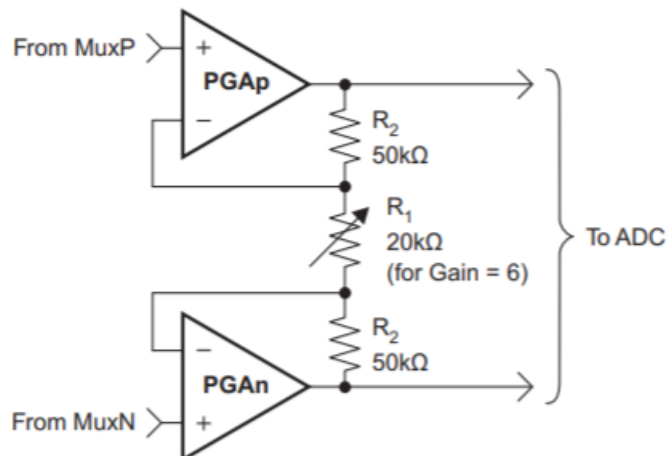 From MuxP
+
PGAp
−
R₂
50kΩ
R₁
20kΩ
(for Gain = 6)
To ADC
R₂
50kΩ
−
PGAn
From MuxN
+